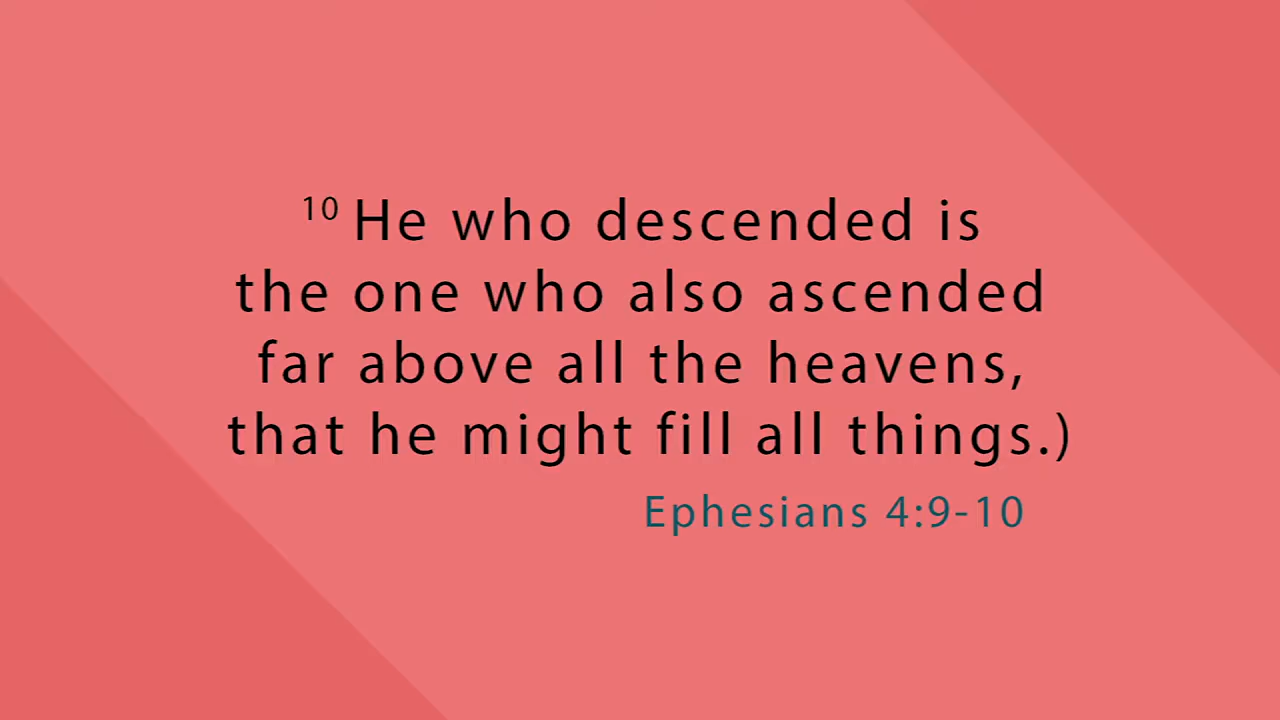 10 He who descended is
the one who also ascended
far above all the heavens,
that he might fill all things.)
Ephesians 4:9-10